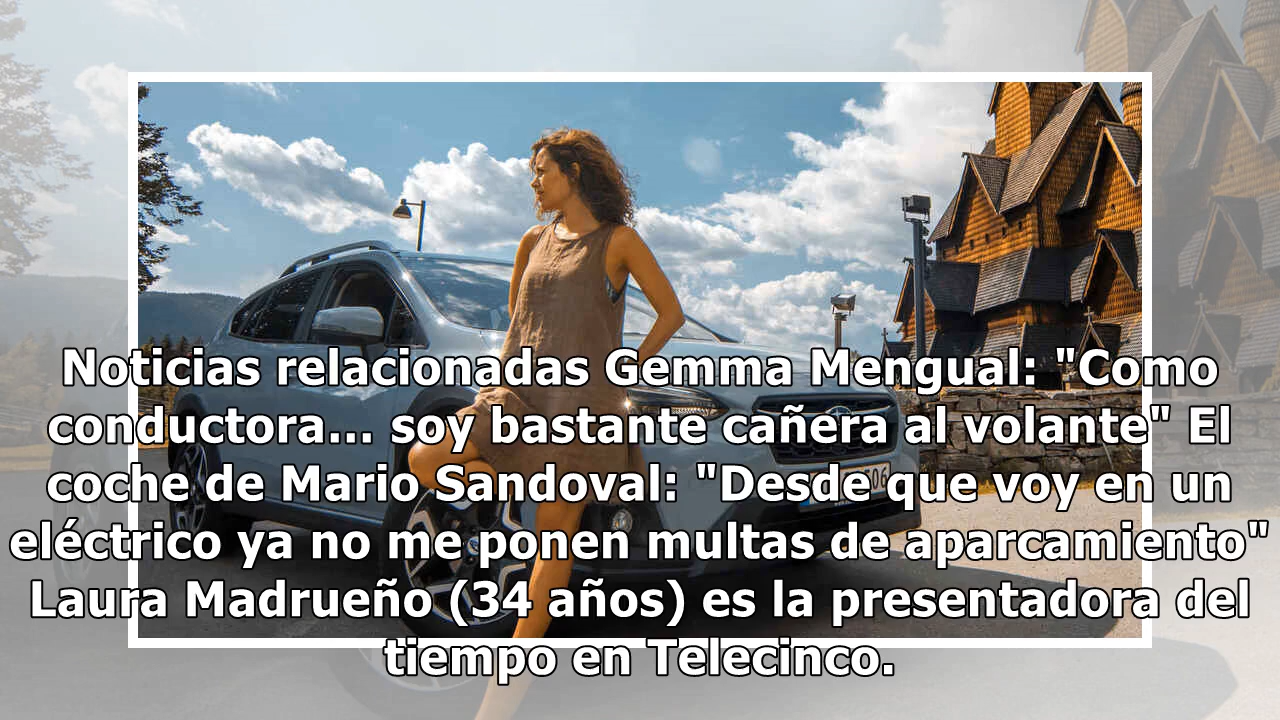 Noticias relacionadas Gemma Mengual: "Como
conductora... soy bastante cañera al volante" El
coche de Mario Sandoval: "Desde que voy en un
eléctrico ya no me ponen multas de aparcamiento"
Laura Madrueño (34 años) es la presentadora del
tiempo en Telecinco.